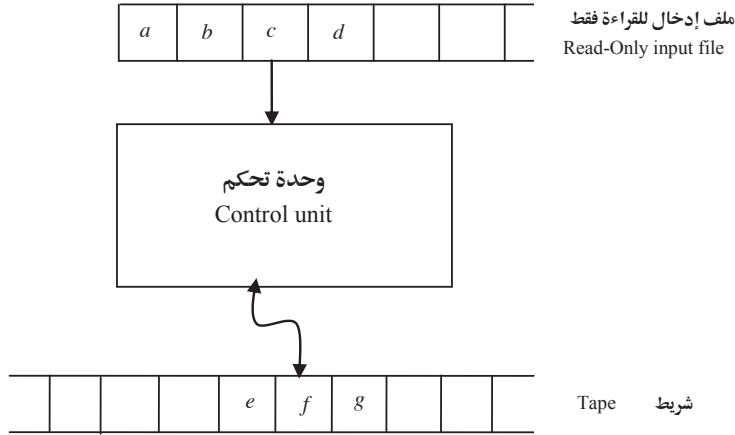 a b c d
ملف إدخال للقراءة فقط
Read-Only input file
وحدة تحكم
Control unit
e f g
Tape شريط